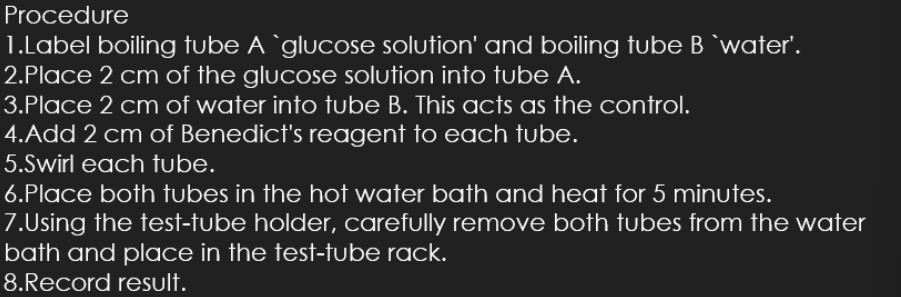 Procedure
1.Label boiling tube A `glucose solution' and boiling tube B `water'.
2.Place 2 cm of the glucose solution into tube A.
3.Place 2 cm of water into tube B. This acts as the control.
4.Add 2 cm of Benedict's reagent to each tube.
5.Swirl each tube.
6.Place both tubes in the hot water bath and heat for 5 minutes.
7.Using the test-tube holder, carefully remove both tubes from the water
bath and place in the test-tube rack.
8.Record result.